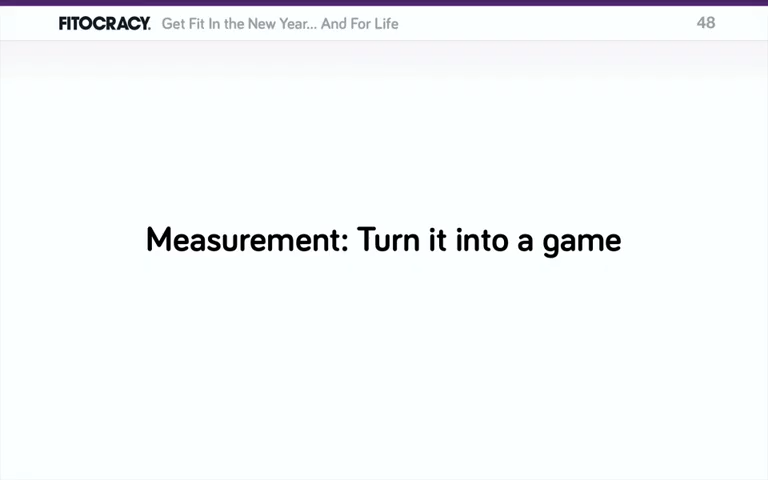 FITOCRACY. Get Fit In the New Year... And For Life 48
Measurement: Turn it into a game